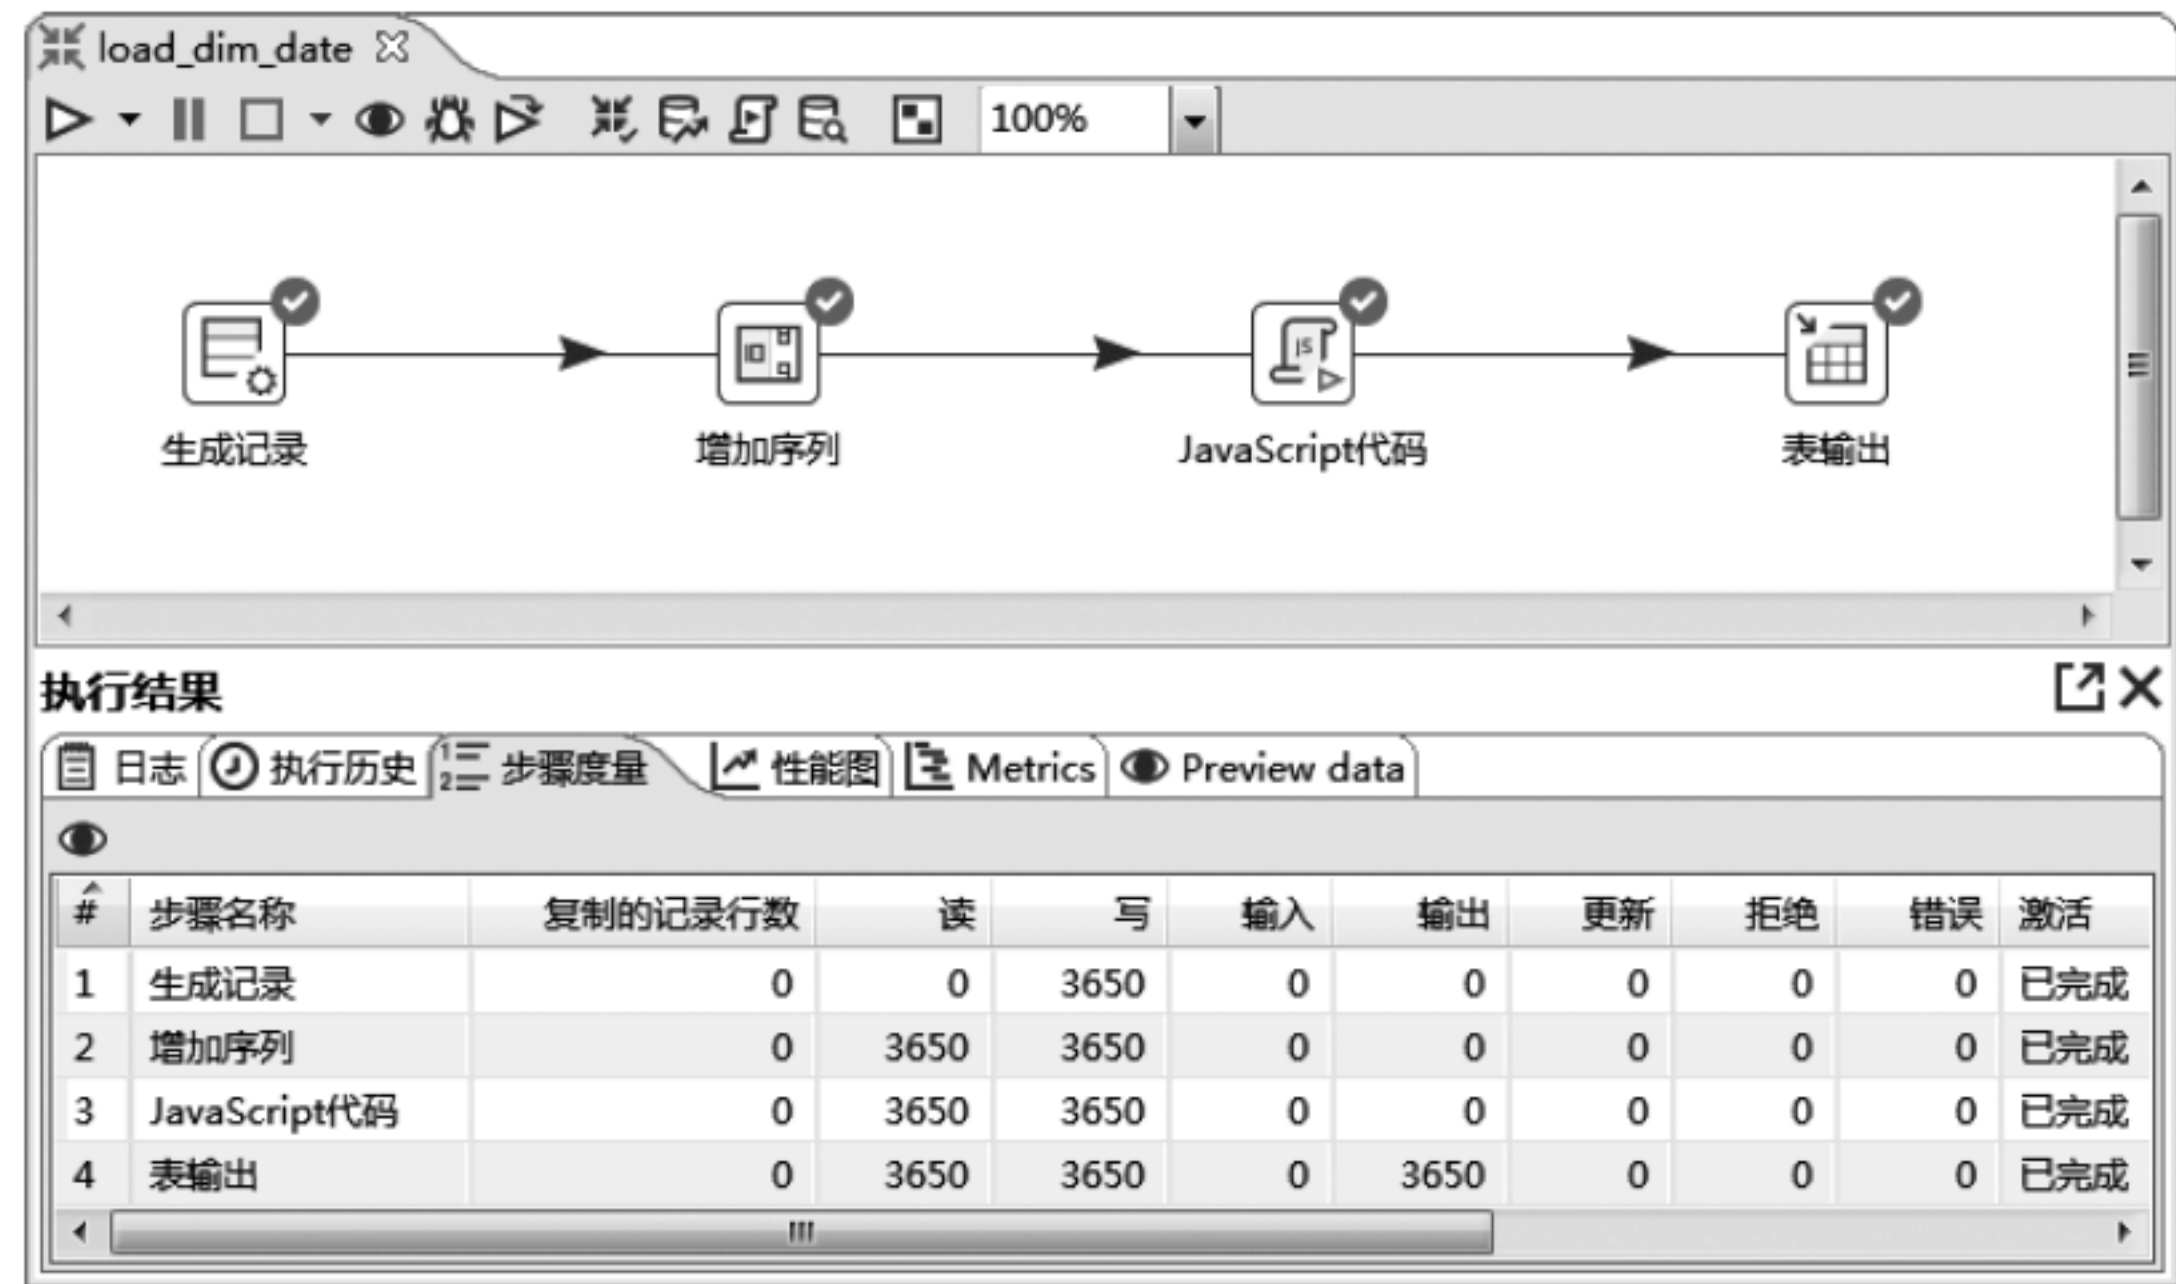 load_dim_date
100%
生成记录 增加序列 JavaScript代码 表输出
执行结果
日志 执行历史 步骤度量 性能图 Metrics Preview data
# 步骤名称 复制的记录行数 读 写 输入 输出 更新 拒绝 错误 激活
1 生成记录 0 0 3650 0 0 0 0 0 已完成
2 增加序列 0 3650 3650 0 0 0 0 0 已完成
3 JavaScript代码 0 3650 3650 0 0 0 0 0 已完成
4 表输出 0 3650 3650 0 3650 0 0 0 已完成